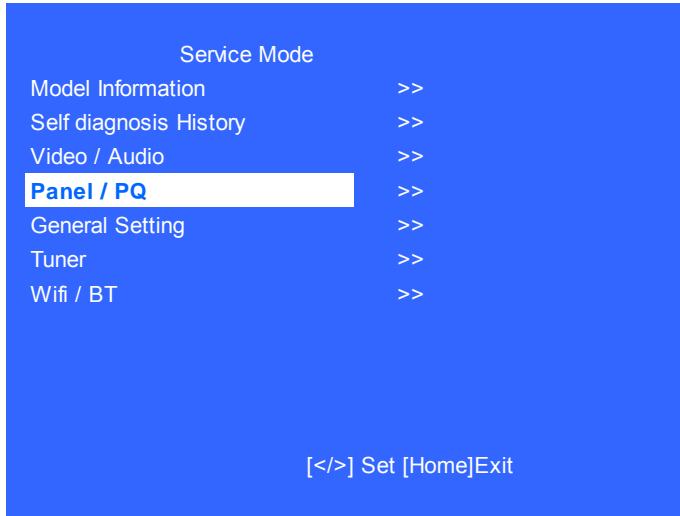 Service Mode
Model Information >>
Self diagnosis History >>
Video / Audio >>
Panel / PQ >>
General Setting >>
Tuner >>
Wifi / BT >>
[</>] Set [Home]Exit